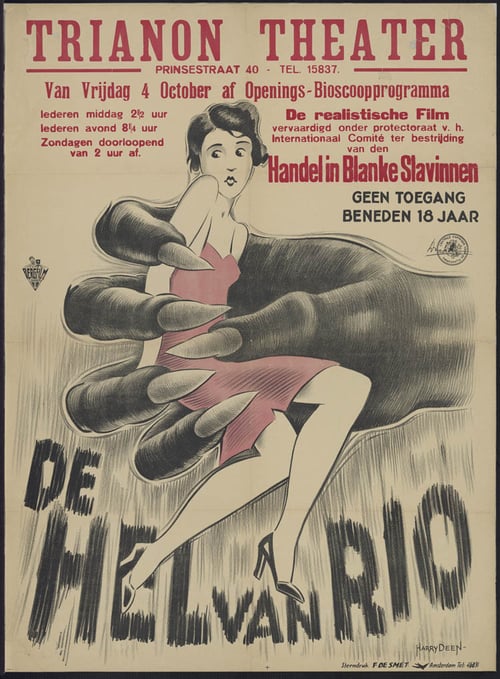 TRIANON THEATER
PRINSESTRAAT 40 - TEL. 15837.
Van Vrijdag 4 October af Openings-Bioscoopprogramma
Iederen middag 2½ uur
Iederen avond 8¼ uur
Zondagen doorloopend
van 2 uur af.
De realistische Film
vervaardigd onder protectoraat v. h.
Internationaal Comité ter bestrijding
van den
Handel in Blanke Slavinnen
GEEN TOEGANG
BENEDEN 18 JAAR
BERGFILM
DE
HEL VAN RIO
HARRY DEEN-
Steendruk F. DE SMET Amsterdam Tel.